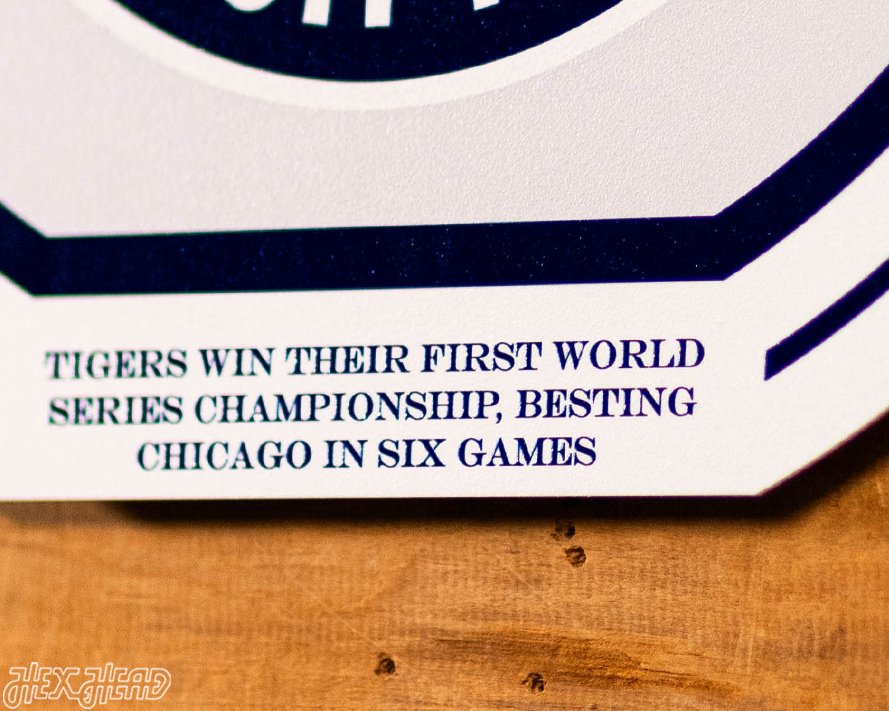 TIGERS WIN THEIR FIRST WORLD
SERIES CHAMPIONSHIP, BESTING
CHICAGO IN SIX GAMES
HEX HEAD